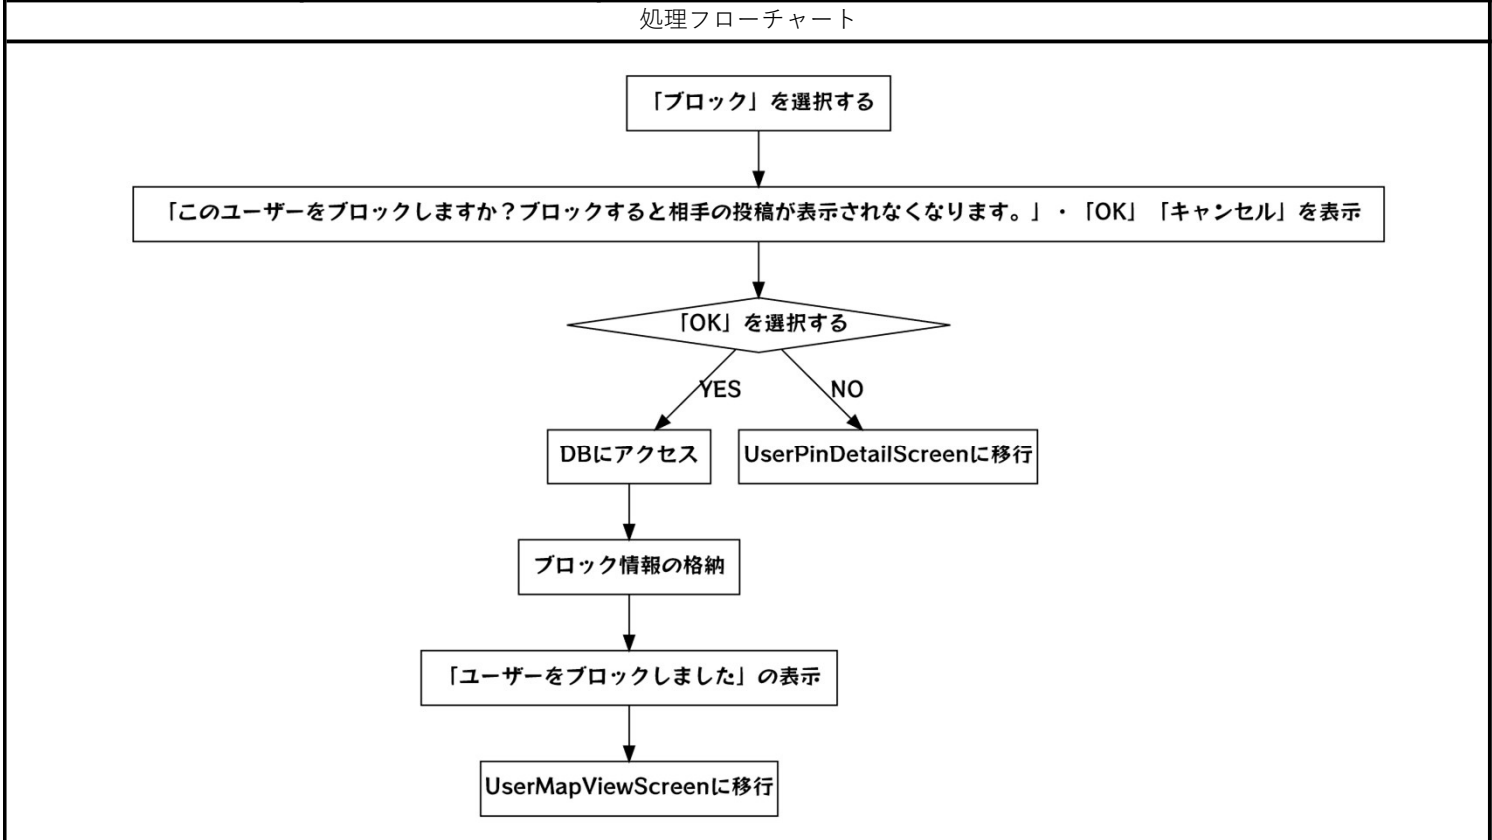 処理フローチャート
「ブロック」を選択する
「このユーザーをブロックしますか？ブロックすると相手の投稿が表示されなくなります。」・「OK」「キャンセル」を表示
「OK」を選択する
YES
NO
DBにアクセス
UserPinDetailScreenに移行
ブロック情報の格納
「ユーザーをブロックしました」の表示
UserMapViewScreenに移行